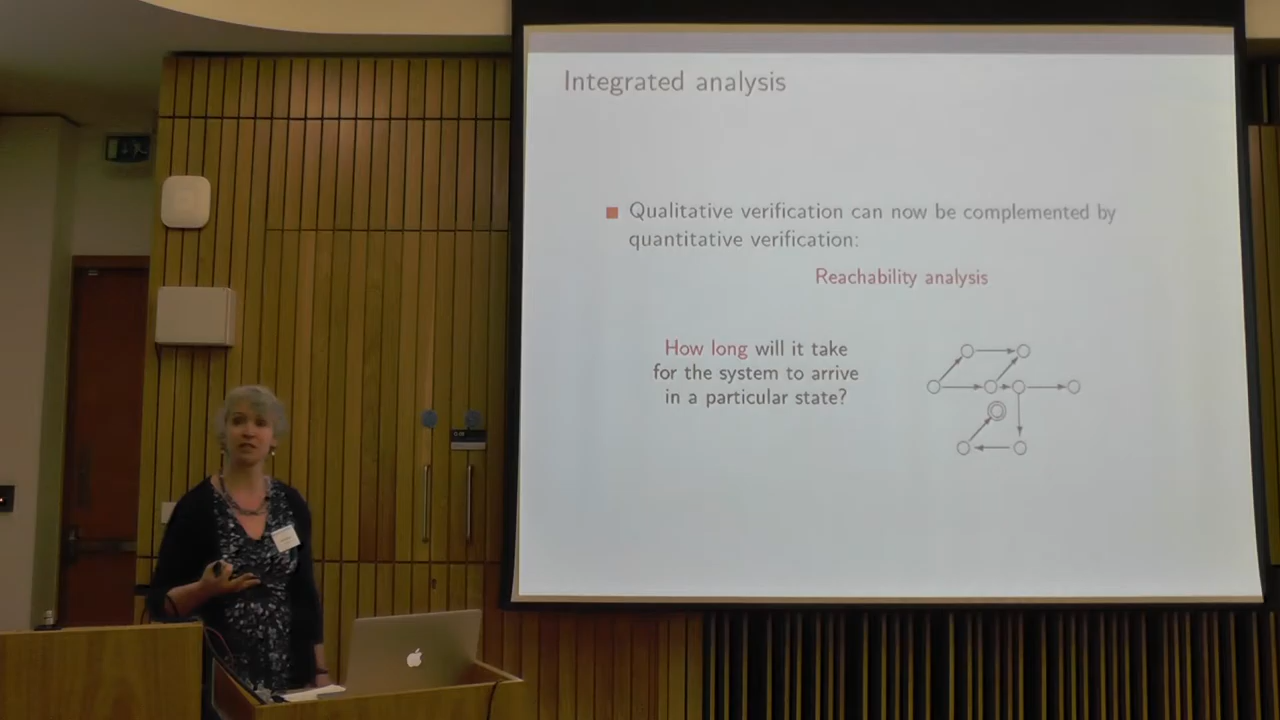 Integrated analysis
Qualitative verification can now be complemented by
quantitative verification:
Reachability analysis
How long will it take
for the system to arrive
in a particular state?